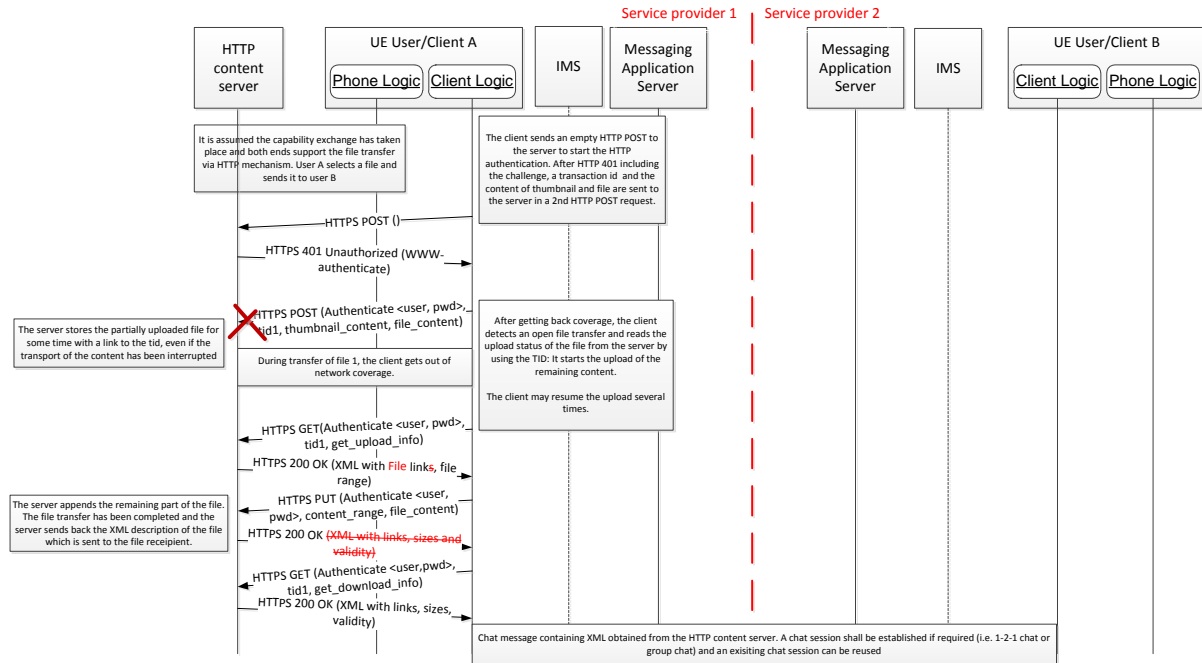 Service provider 1
Service provider 2
HTTP
content
server
UE User/Client A
Phone Logic
Client Logic
IMS
Messaging
Application
Server
Messaging
Application
Server
IMS
UE User/Client B
Client Logic
Phone Logic
It is assumed the capability exchange has taken
place and both ends support the file transfer
via HTTP mechanism. User A selects a file and
sends it to user B
The client sends an empty HTTP POST to
the server to start the HTTP
authentication. After HTTP 401 including
the challenge, a transaction id and the
content of thumbnail and file are sent to
the server in a 2nd HTTP POST request.
HTTPS POST ()
HTTPS 401 Unauthorized (WWW-
authenticate)
HTTPS POST (Authenticate <user, pwd>,
tid1, thumbnail_content, file_content)
The server stores the partially uploaded file for
some time with a link to the tid, even if the
transport of the content has been interrupted
During transfer of file 1, the client gets out of
network coverage.
After getting back coverage, the client
detects an open file transfer and reads the
upload status of the file from the server by
using the TID: It starts the upload of the
remaining content.
The client may resume the upload several
times.
HTTPS GET(Authenticate <user, pwd>,
tid1, get_upload_info)
HTTPS 200 OK (XML with File links, file
range)
HTTPS PUT (Authenticate <user,
pwd>, content_range, file_content)
The server appends the remaining part of the file.
The file transfer has been completed and the
server sends back the XML description of the file
which is sent to the file receipient.
HTTPS 200 OK (XML with links, sizes and
validity)
HTTPS GET (Authenticate <user,pwd>,
tid1, get_download_info)
HTTPS 200 OK (XML with links, sizes,
validity)
Chat message containing XML obtained from the HTTP content server. A chat session shall be established if required (i.e. 1-2-1 chat or
group chat) and an exisiting chat session can be reused